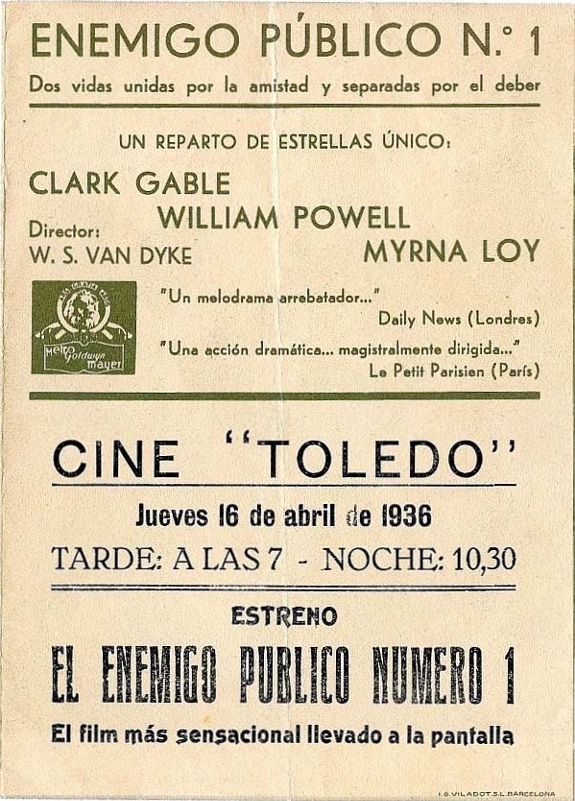 ENEMIGO PÚBLICO N.º 1
Dos vidas unidas por la amistad y separadas por el deber
UN REPARTO DE ESTRELLAS ÚNICO:
CLARK GABLE
WILLIAM POWELL
MYRNA LOY
Director:
W. S. VAN DYKE
ARS GRATIA ARTIS
Metro Goldwyn Mayer
"Un melodrama arrebatador..."
Daily News (Londres)
"Una acción dramática... magistralmente dirigida..."
Le Petit Parisien (París)
CINE "TOLEDO"
Jueves 16 de abril de 1936
TARDE: A LAS 7 - NOCHE: 10,30
ESTRENO
EL ENEMIGO PUBLICO NUMERO 1
El film más sensacional llevado a la pantalla
I. G. VILADOT. S. L. BARCELONA